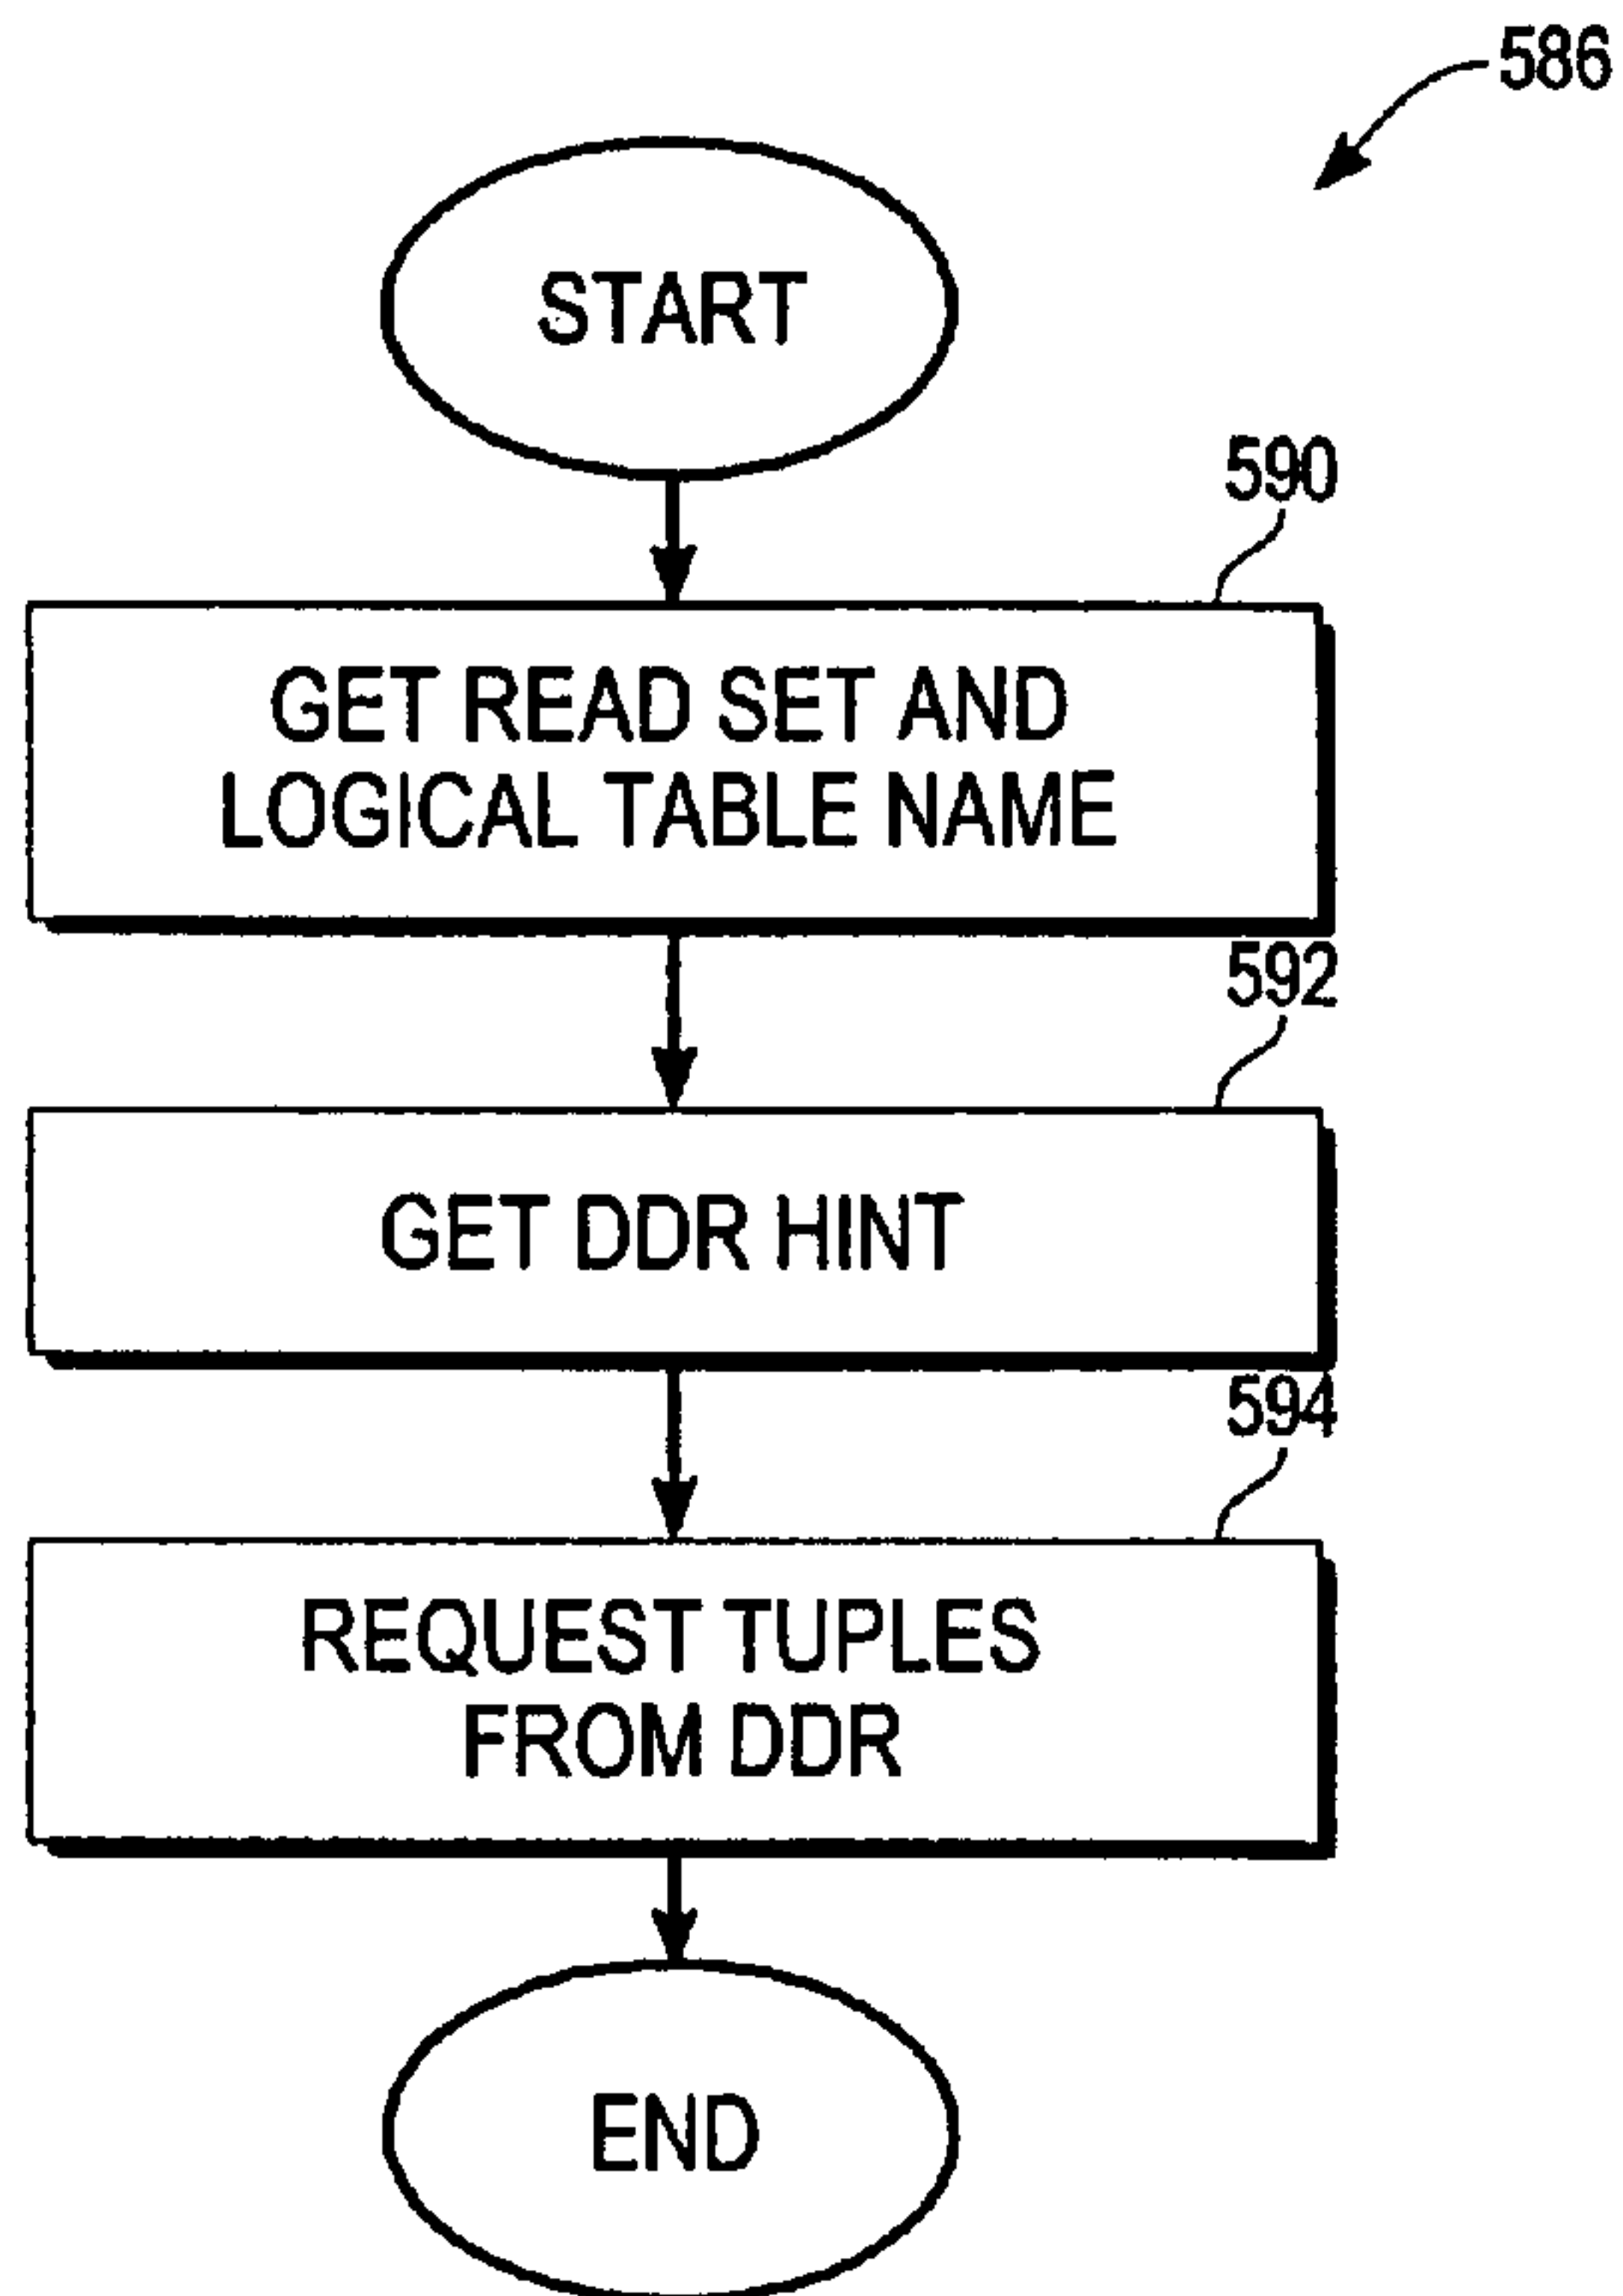 586
START
590
GET READ SET AND
LOGICAL TABLE NAME
592
GET DDR HINT
594
REQUEST TUPLES
FROM DDR
END